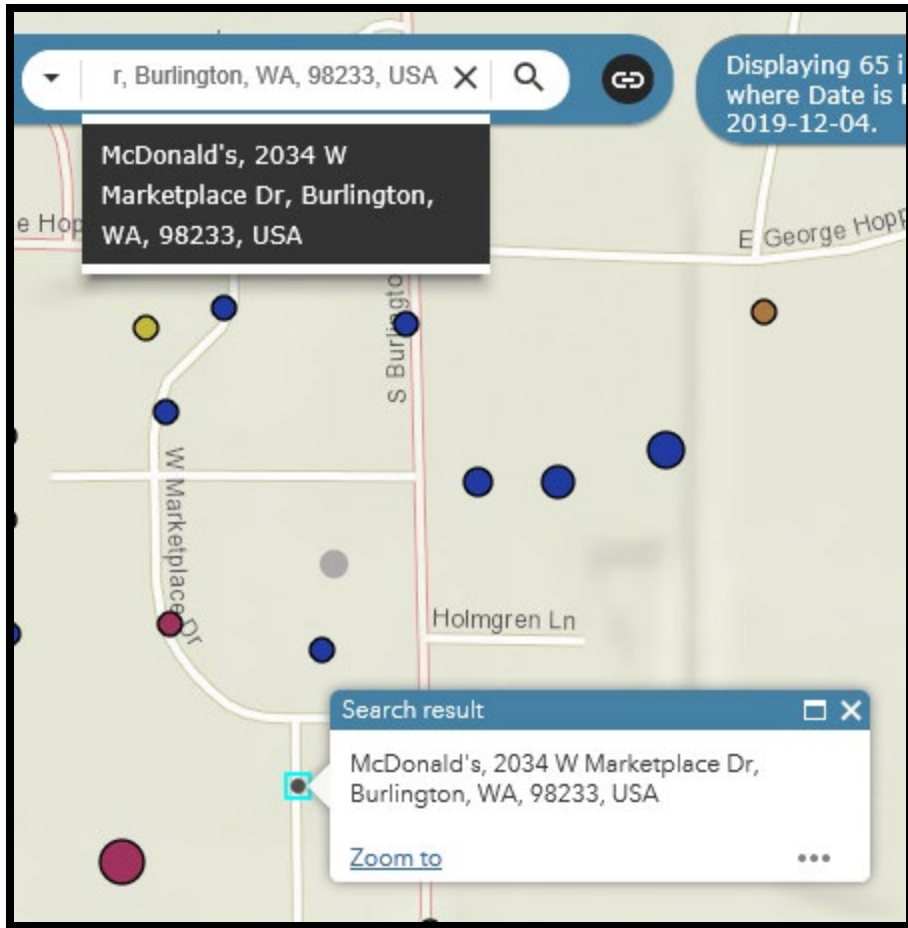 r, Burlington, WA, 98233, USA
Displaying 65 i
where Date is
2019-12-04.
McDonald's, 2034 W
Marketplace Dr, Burlington,
WA, 98233, USA
e Hop
E George Hopp
S Burlingto
W Marketplace Dr
Holmgren Ln
Search result
McDonald's, 2034 W Marketplace Dr,
Burlington, WA, 98233, USA
Zoom to